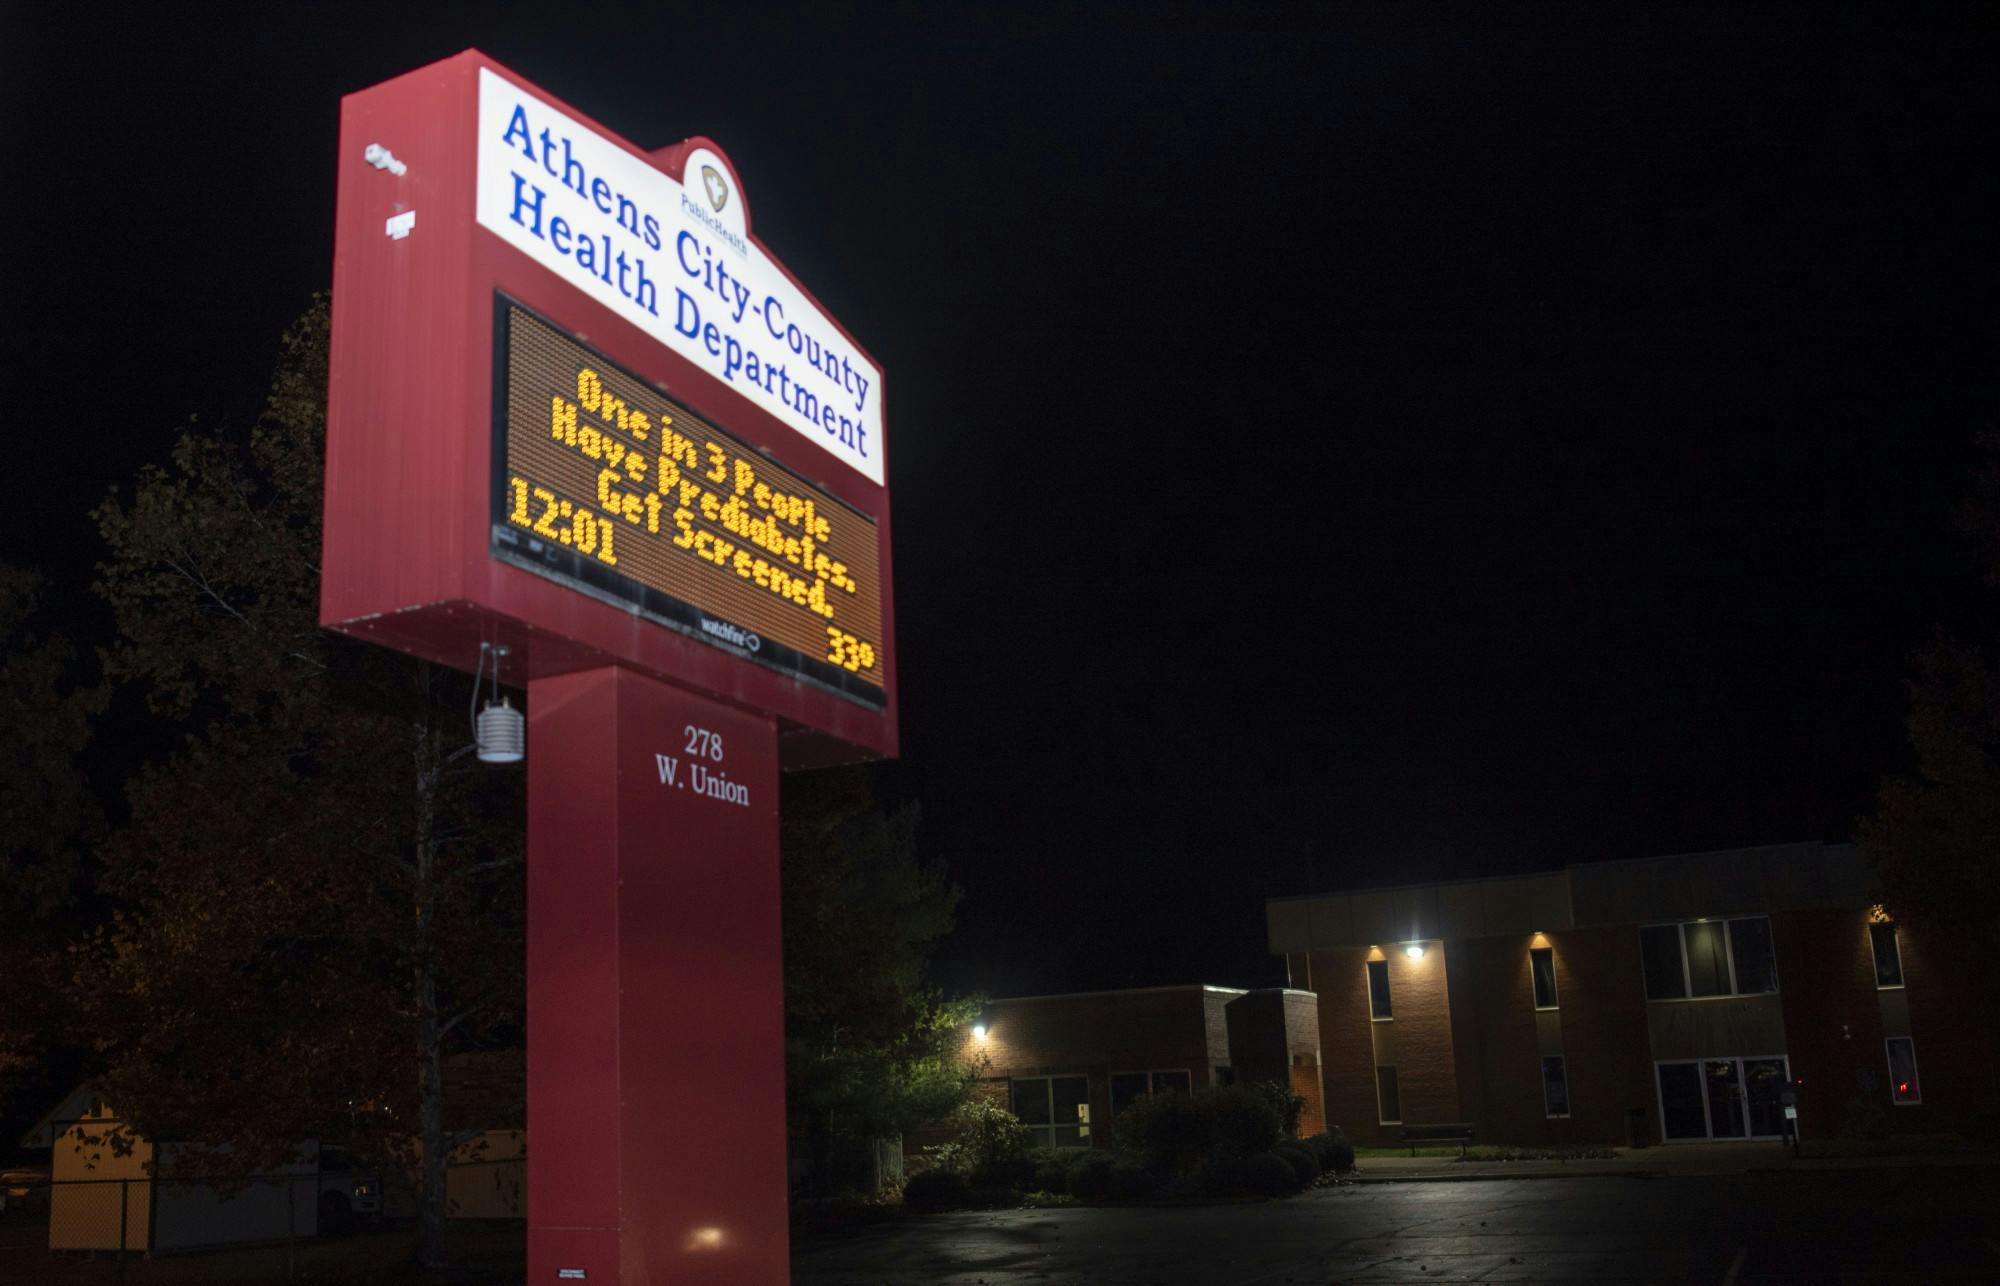 PublicHealth
Athens City-County
Health Department
One in 3 People
Have Prediabetes.
Get Screened.
12:01
33°
watchfire
278
W. Union